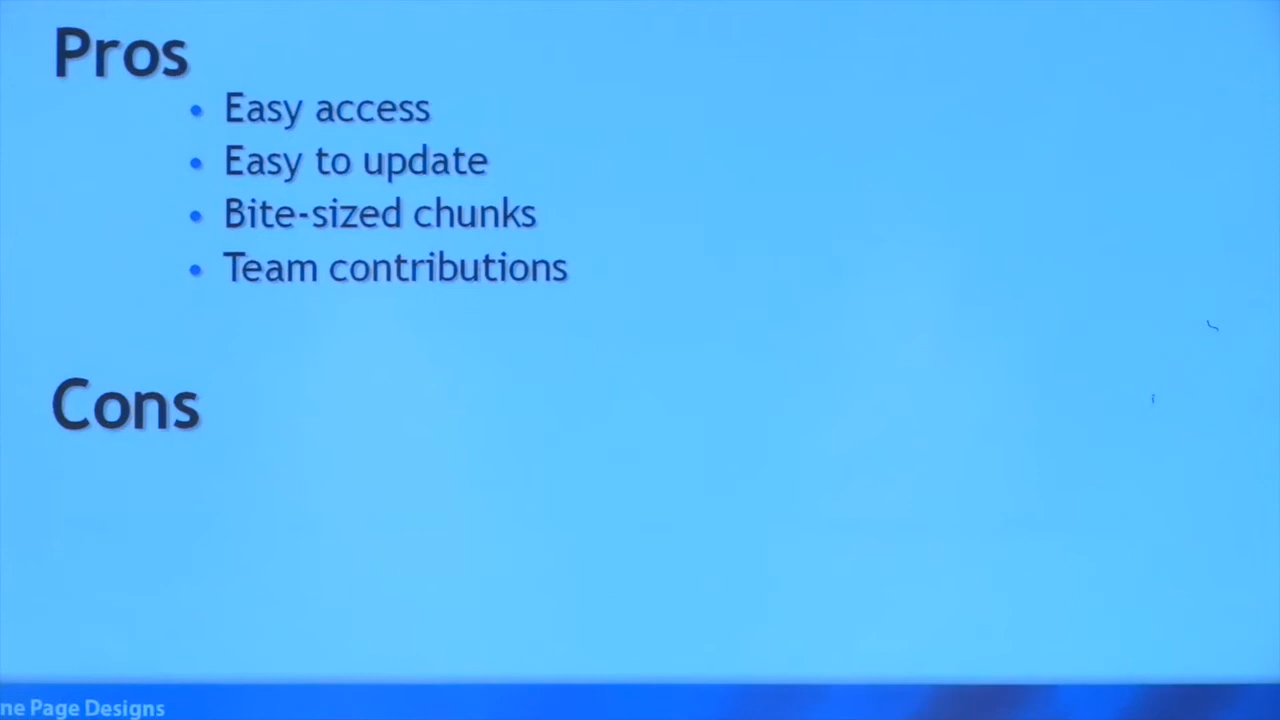 Pros
• Easy access
• Easy to update
• Bite-sized chunks
• Team contributions
Cons
ne Page Designs